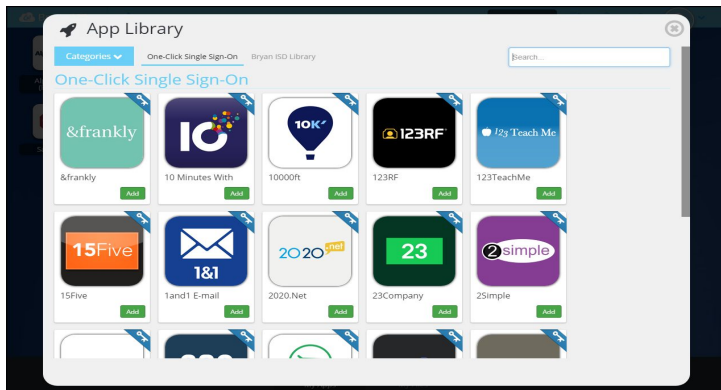 App Library
Categories One-Click Single Sign-On Bryan ISD Library Search...
One-Click Single Sign-On
&frankly 10 10K 123RF 123 Teach Me
&frankly 10 Minutes With 10000ft 123RF 123TeachMe
Add Add Add Add Add
15Five 1&1 2020.net 23 2simple
15Five 1and1 E-mail 2020.Net 23Company 2Simple
Add Add Add Add Add